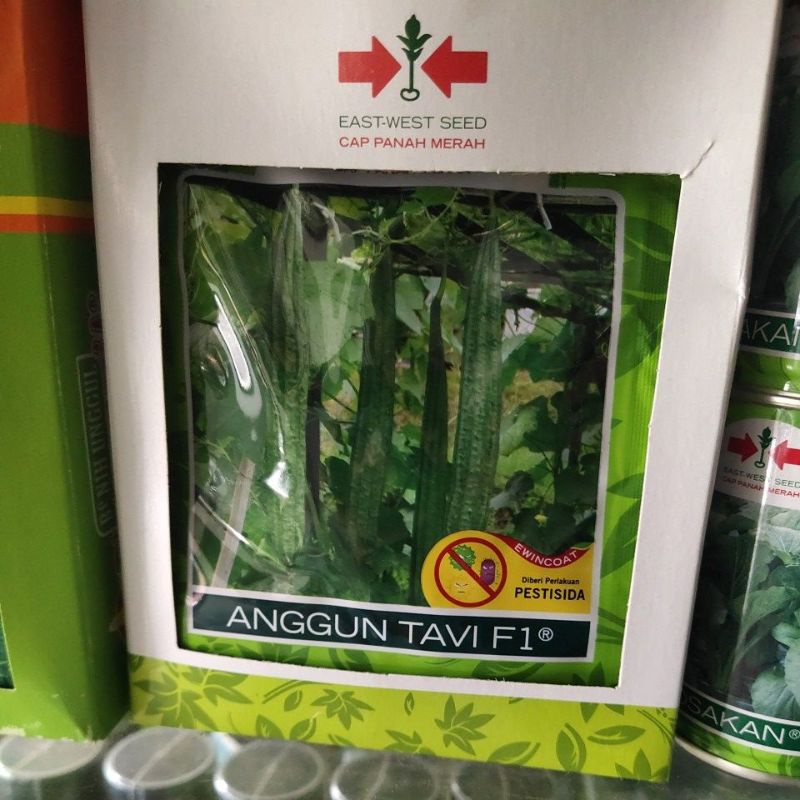 EAST-WEST SEED
CAP PANAH MERAH
EWINCOAT
Diberi Perlakuan
PESTISIDA
ANGGUN TAVI F1®
EAST-WEST SEED
CAP PANAH MERAH